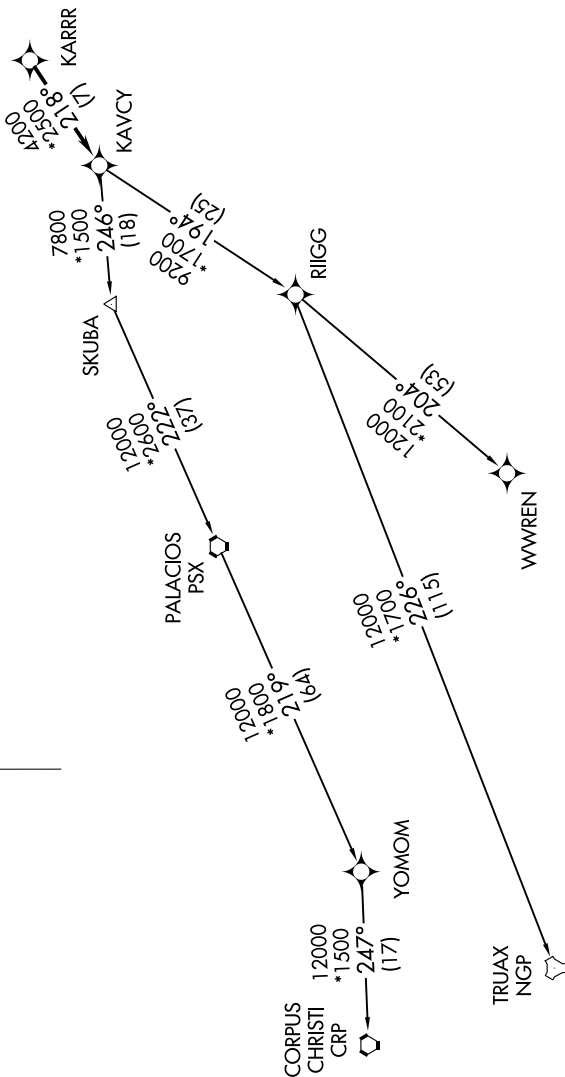 KARRR
4200
*2500
218°
(7)
KAVCY
7800
*1500
246°
(18)
9200
*1700
194°
(25)
SKUBA
RIIGG
12000
*2600
222°
(37)
12000
*2100
204°
(53)
PALACIOS
PSX
WWREN
12000
*1700
226°
(115)
12000
*1800
219°
(64)
YOMOM
12000
*1500
247°
(17)
CORPUS
CHRISTI
CRP
TRUAX
NGP